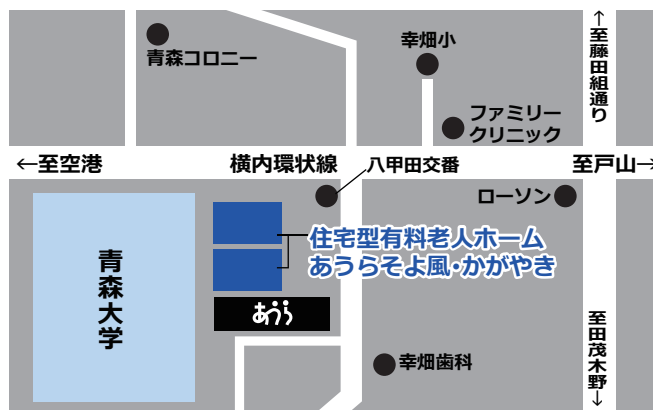 青森コロニー
幸畑小
↑至藤田組通り
ファミリー
クリニック
←至空港
横内環状線
八甲田交番
至戸山→
ローソン
青森大学
住宅型有料老人ホーム
あうらそよ風・かがやき
あうら
至田茂木野↓
幸畑歯科